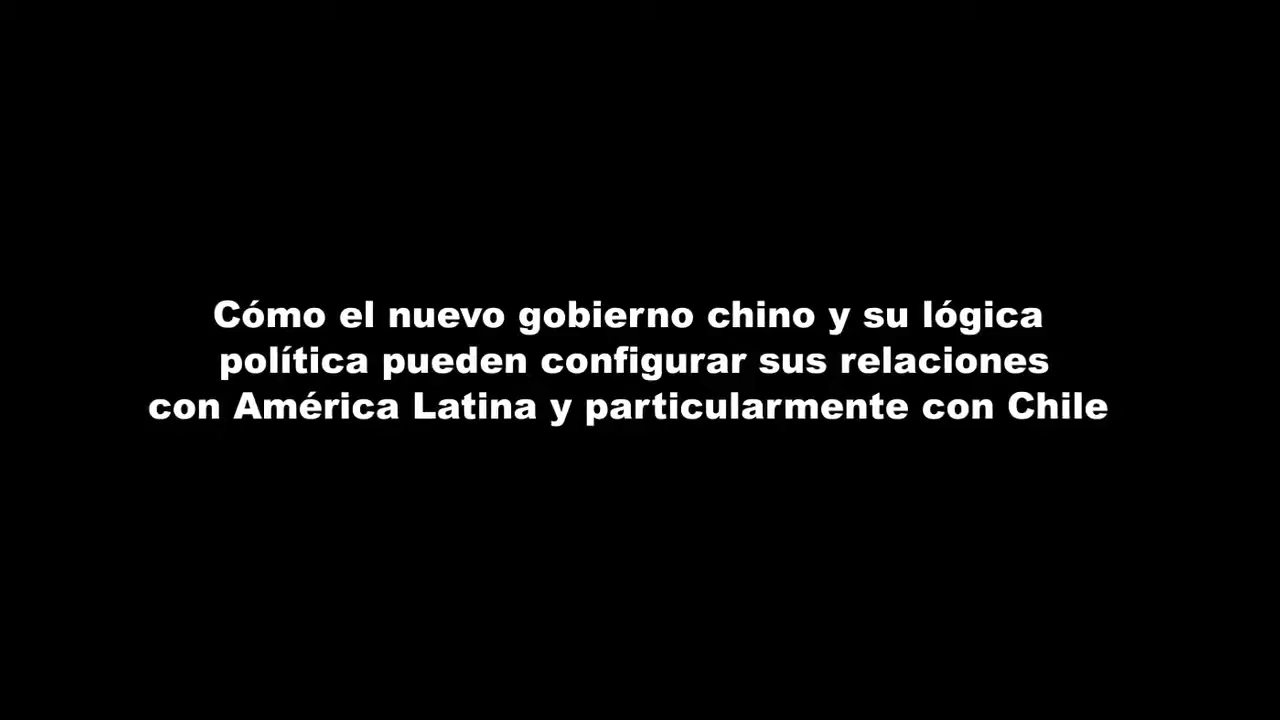 Cómo el nuevo gobierno chino y su lógica
política pueden configurar sus relaciones
con América Latina y particularmente con Chile